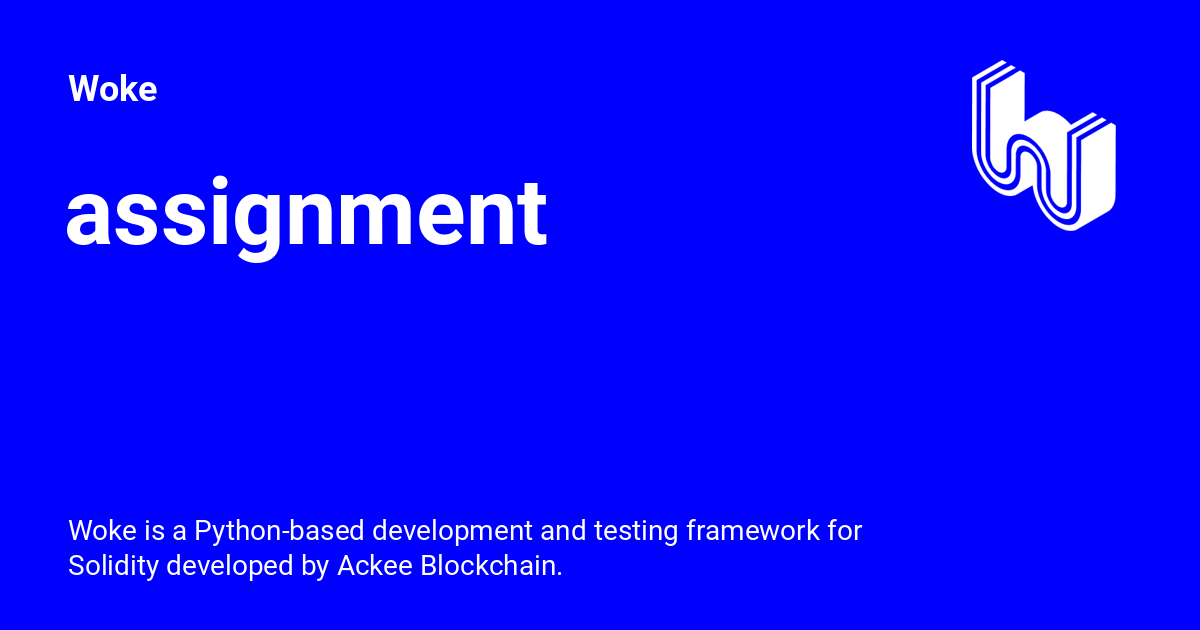 Woke
assignment
Woke is a Python-based development and testing framework for
Solidity developed by Ackee Blockchain.